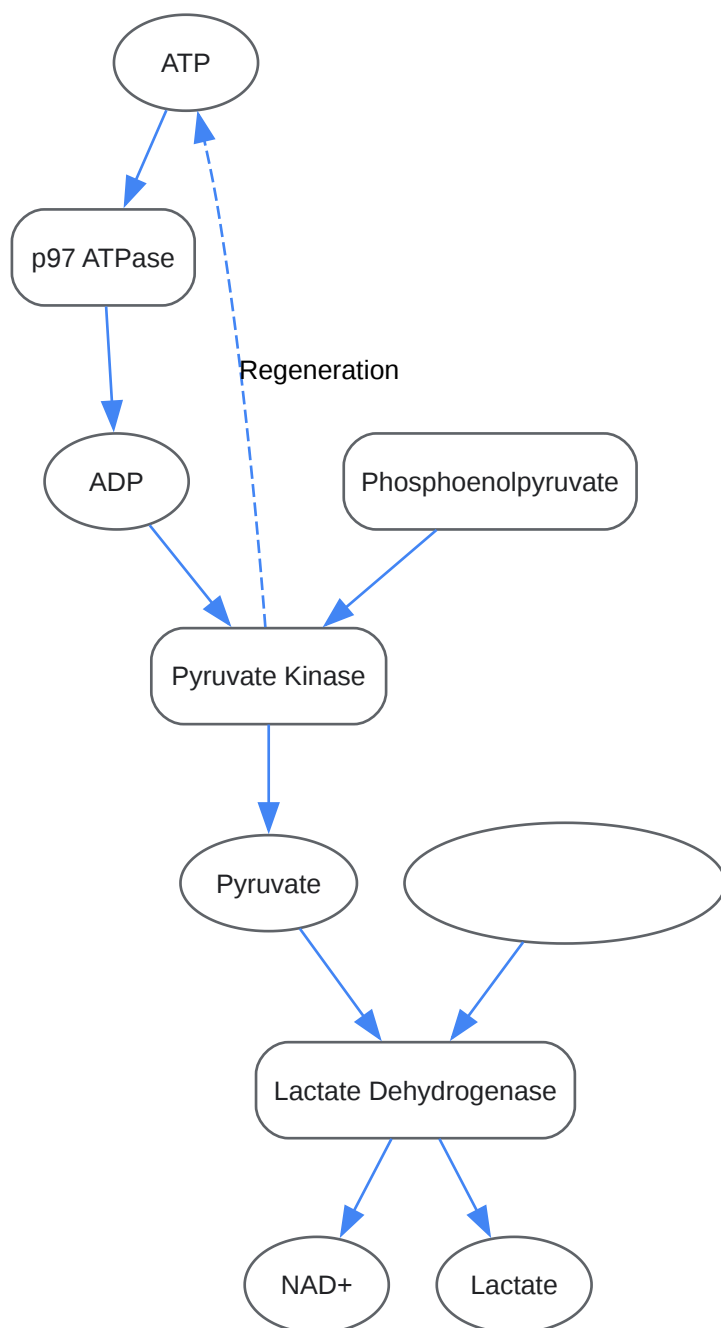 ATP
p97 ATPase
Regeneration
ADP
Phosphoenolpyruvate
Pyruvate Kinase
Pyruvate
Lactate Dehydrogenase
NAD+
Lactate